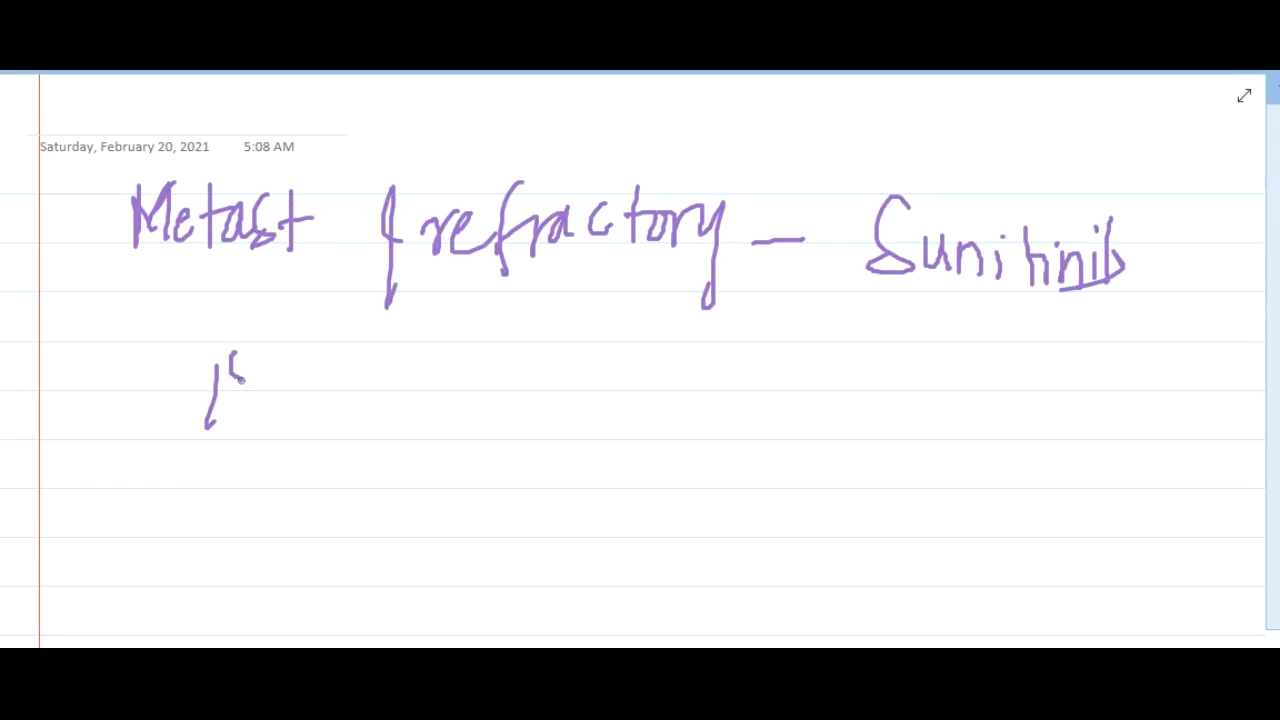 Saturday, February 20, 2021 5:08 AM
Metast & refractory - Sunitinib